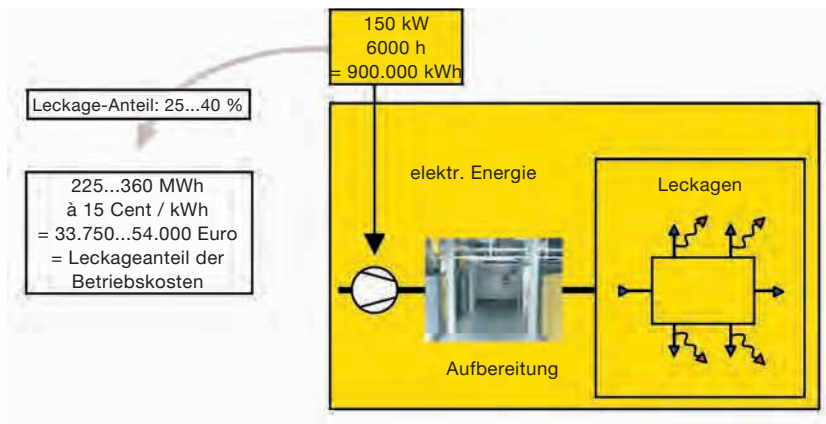 150 kW
6000 h
= 900.000 kWh
Leckage-Anteil: 25...40 %
225...360 MWh
à 15 Cent / kWh
= 33.750...54.000 Euro
= Leckageanteil der
Betriebskosten
elektr. Energie
Leckagen
Aufbereitung